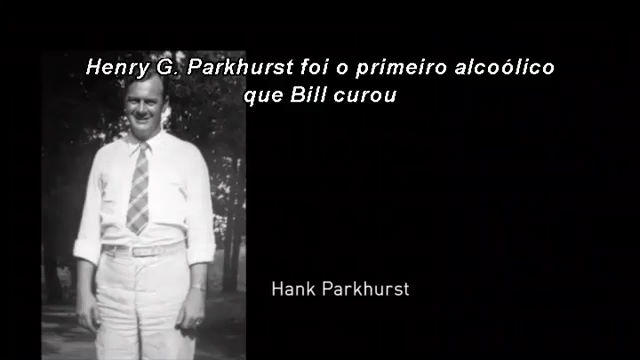 Henry G. Parkhurst foi o primeiro alcoólico
que Bill curou
Hank Parkhurst